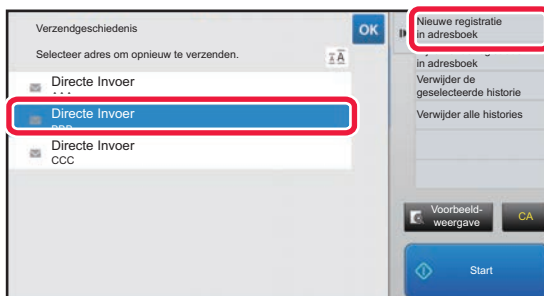 Verzendgeschiedenis
OK
Selecteer adres om opnieuw te verzenden.
Directe Invoer
Directe Invoer
Directe Invoer
CCC
Nieuwe registratie
in adresboek
in adresboek
Verwijder de
geselecteerde historie
Verwijder alle histories
Voorbeeld-
weergave
CA
Start